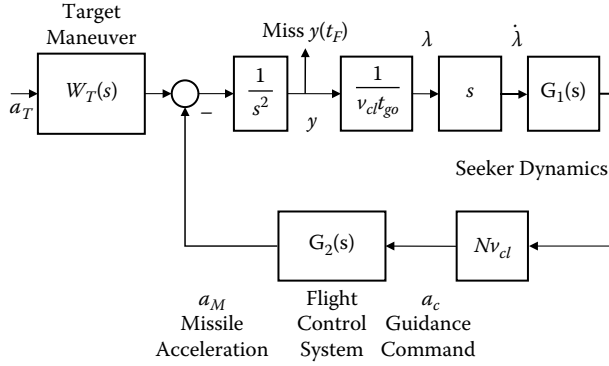 Target
Maneuver
Miss y(t_F)
λ
λ̇
a_T
W_T(s)
1
s²
1
v_cl t_go
s
G₁(s)
−
y
Seeker Dynamics
G₂(s)
Nv_cl
a_M
Missile
Acceleration
Flight
Control
System
a_c
Guidance
Command